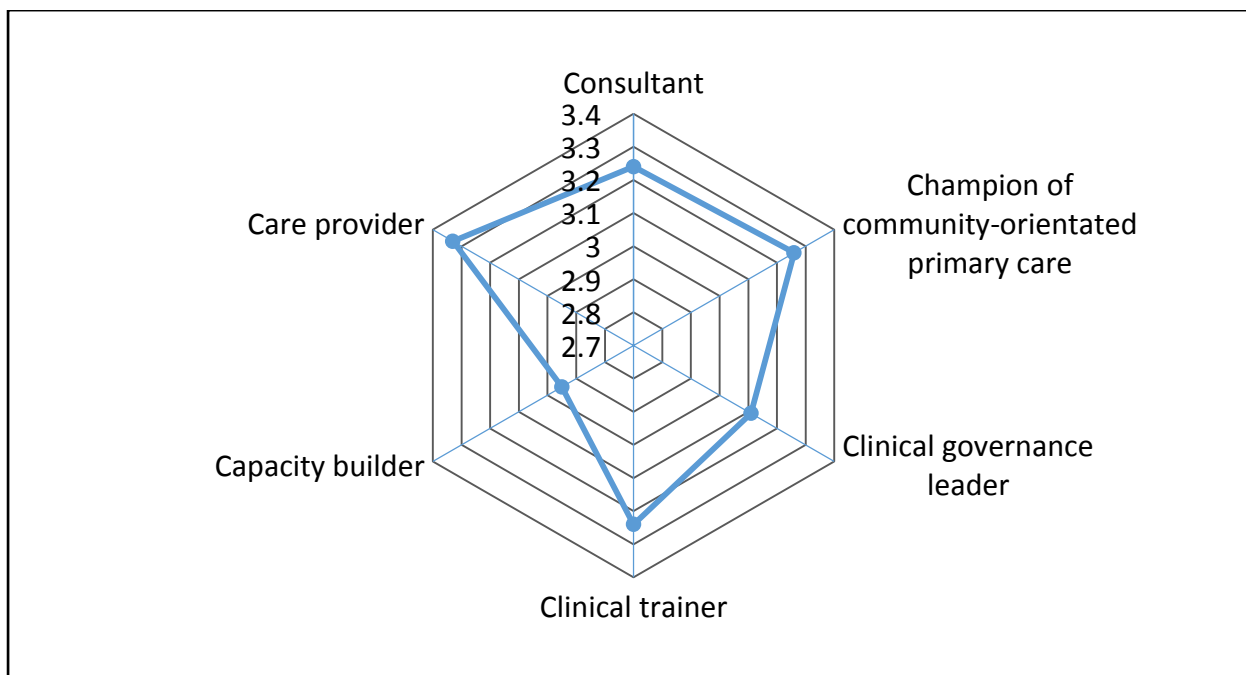 Consultant
3.4
3.3
3.2
3.1
3
2.9
2.8
2.7
Champion of
community-orientated
primary care
Care provider
Clinical governance
leader
Capacity builder
Clinical trainer